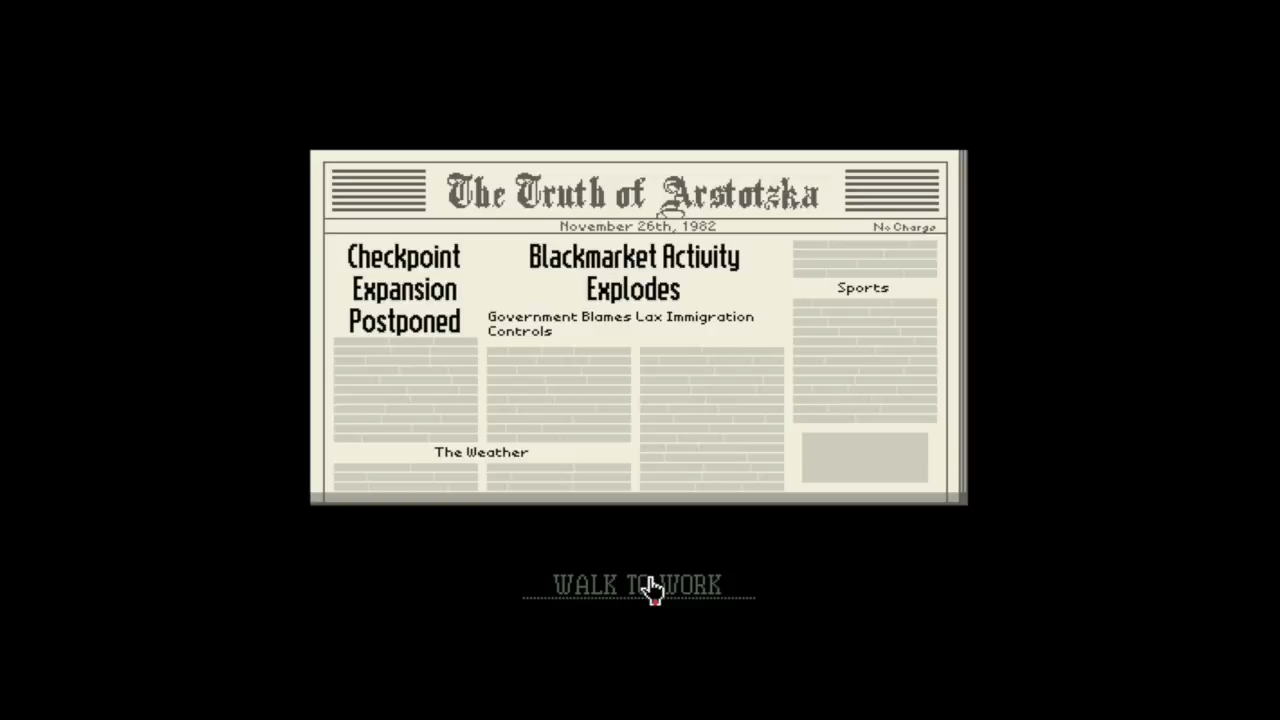 The Truth of Arstotzka
November 26th, 1982
No Charge
Checkpoint
Expansion
Postponed
Blackmarket Activity
Explodes
Government Blames Lax Immigration
Controls
Sports
The Weather
WALK TO WORK